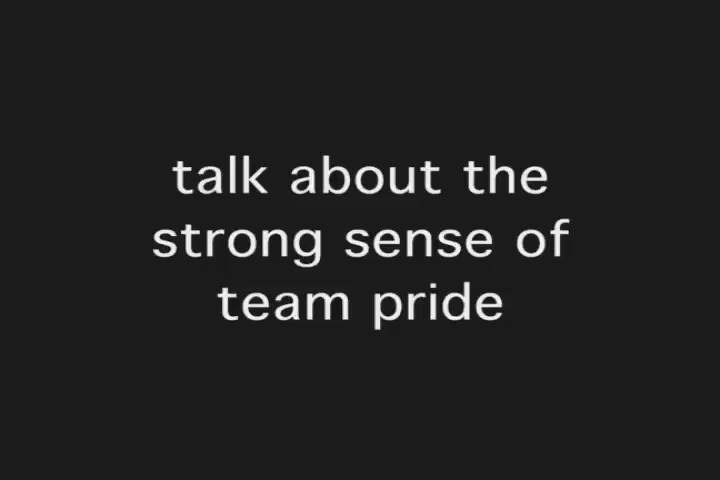 talk about the
strong sense of
team pride